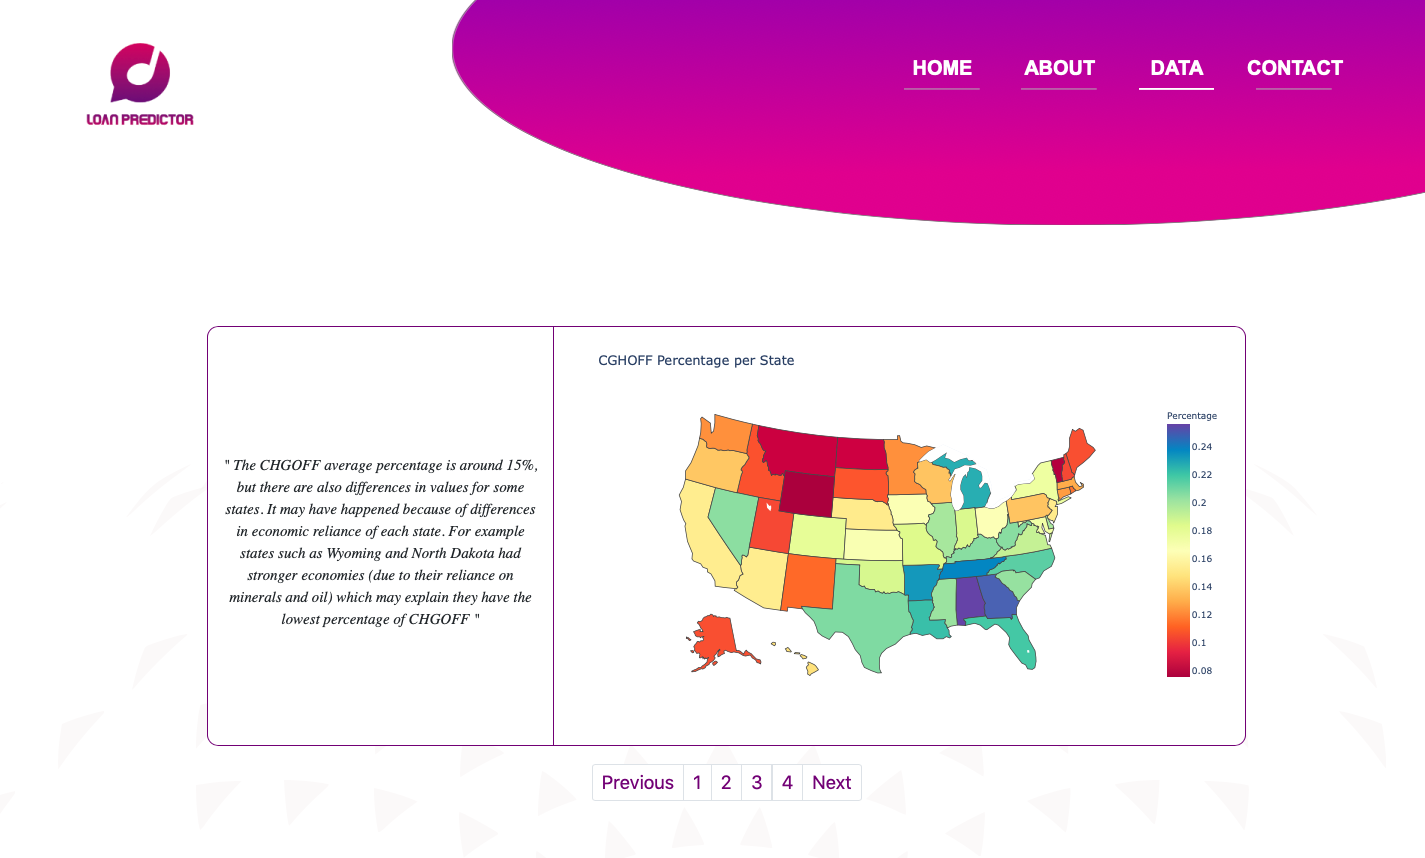 LOAN PREDICTOR
HOME ABOUT DATA CONTACT
CGHOFF Percentage per State
" The CHGOFF average percentage is around 15%,
but there are also differences in values for some
states. It may have happened because of differences
in economic reliance of each state. For example
states such as Wyoming and North Dakota had
stronger economies (due to their reliance on
minerals and oil) which may explain they have the
lowest percentage of CHGOFF "
Percentage
0.24
0.22
0.2
0.18
0.16
0.14
0.12
0.1
0.08
Previous 1 2 3 4 Next